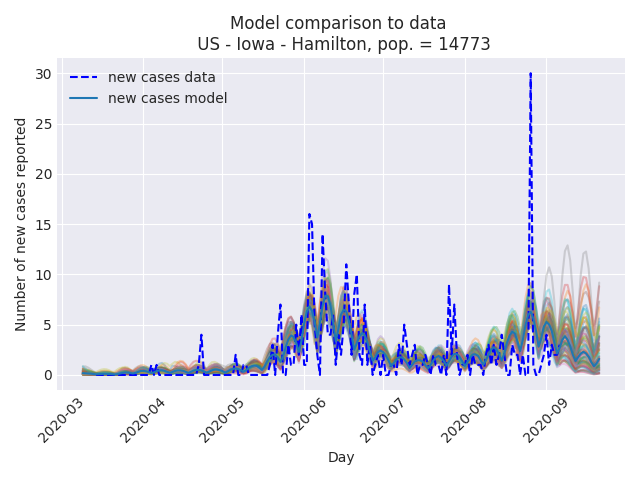 Model comparison to data
US - Iowa - Hamilton, pop. = 14773
new cases data
new cases model
Number of new cases reported
30
25
20
15
10
5
0
2020-03
2020-04
2020-05
2020-06
2020-07
2020-08
2020-09
Day